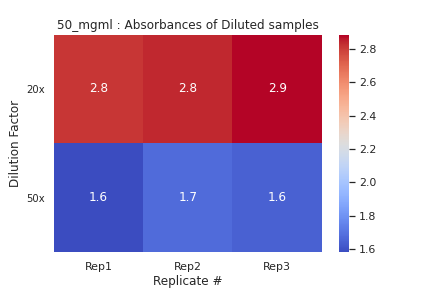 50_mgml : Absorbances of Diluted samples
Dilution Factor
20x
2.8 2.8 2.9
50x
1.6 1.7 1.6
Rep1 Rep2 Rep3
Replicate #
2.8
2.6
2.4
2.2
2.0
1.8
1.6